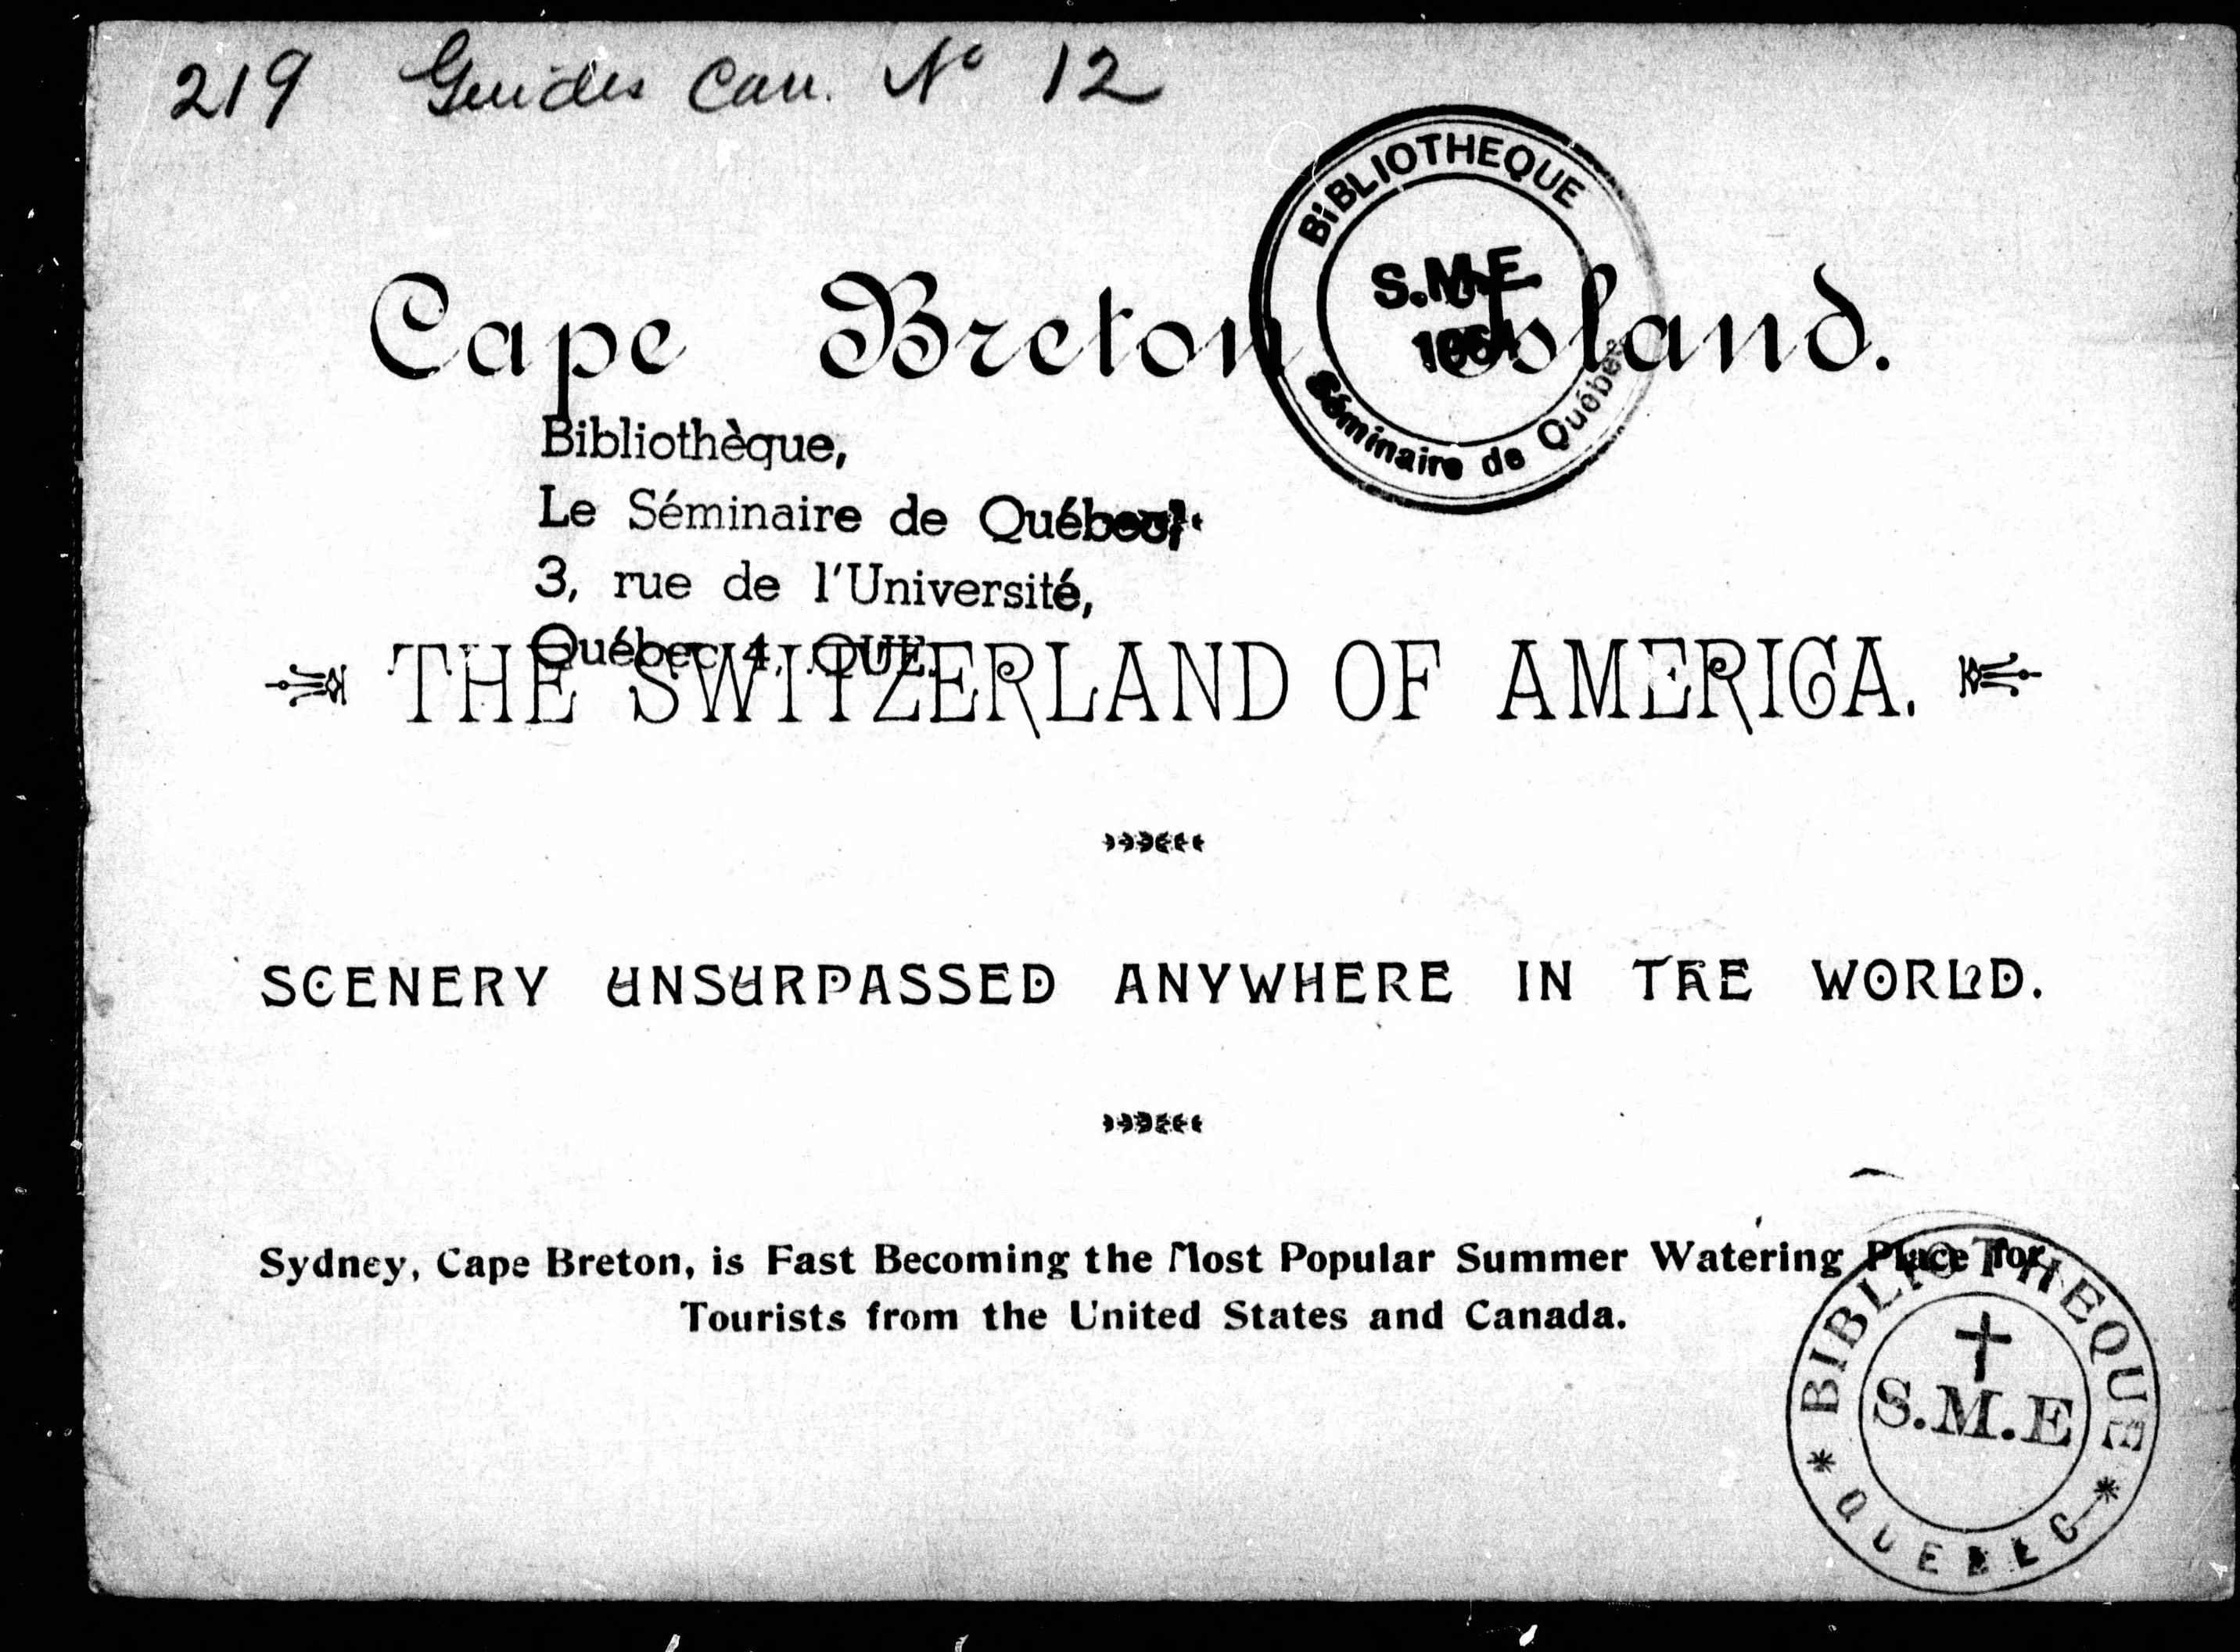 219 Guides Can. No 12
BIBLIOTHEQUE
S.M.E.
Séminaire de Québec
Cape Breton Island.
Bibliothèque,
Le Séminaire de Québec,
3, rue de l'Université,
Québec 4, QUE.
THE SWITZERLAND OF AMERICA.
SCENERY UNSURPASSED ANYWHERE IN THE WORLD.
Sydney, Cape Breton, is Fast Becoming the Most Popular Summer Watering Place for
Tourists from the United States and Canada.
BIBLIOTHEQUE
S.M.E
QUEBEC